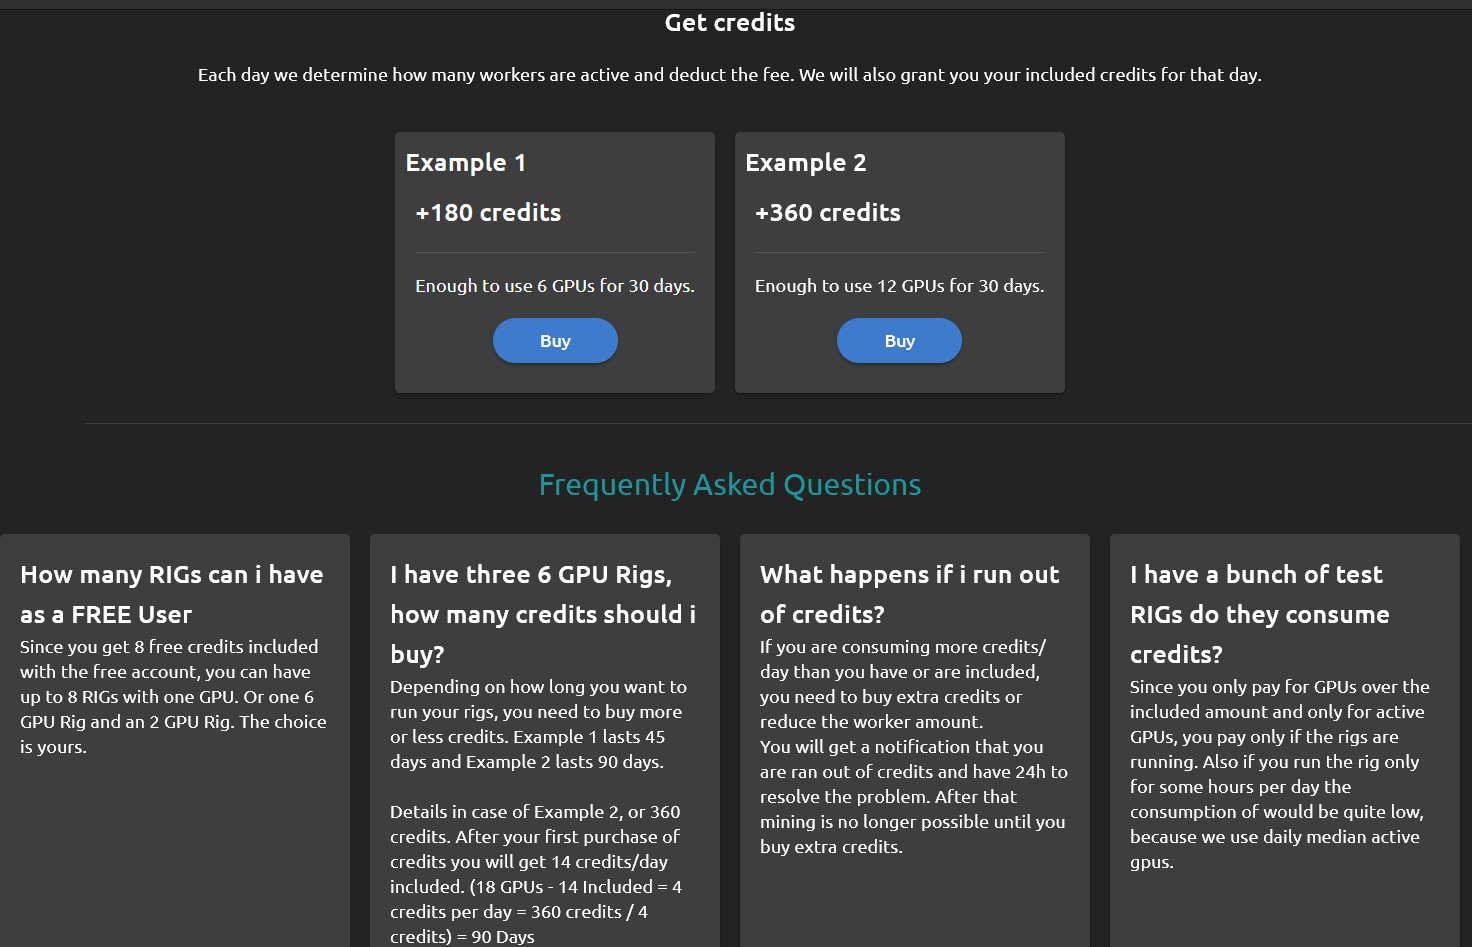 Get credits
Each day we determine how many workers are active and deduct the fee. We will also grant you your included credits for that day.
Example 1
+180 credits
Enough to use 6 GPUs for 30 days.
Buy
Example 2
+360 credits
Enough to use 12 GPUs for 30 days.
Buy
Frequently Asked Questions
How many RIGs can i have
as a FREE User
Since you get 8 free credits included
with the free account, you can have
up to 8 RIGs with one GPU. Or one 6
GPU Rig and an 2 GPU Rig. The choice
is yours.
I have three 6 GPU Rigs,
how many credits should i
buy?
Depending on how long you want to
run your rigs, you need to buy more
or less credits. Example 1 lasts 45
days and Example 2 lasts 90 days.
Details in case of Example 2, or 360
credits. After your first purchase of
credits you will get 14 credits/day
included. (18 GPUs - 14 Included = 4
credits per day = 360 credits / 4
credits) = 90 Days
What happens if i run out
of credits?
If you are consuming more credits/
day than you have or are included,
you need to buy extra credits or
reduce the worker amount.
You will get a notification that you
are ran out of credits and have 24h to
resolve the problem. After that
mining is no longer possible until you
buy extra credits.
I have a bunch of test
RIGs do they consume
credits?
Since you only pay for GPUs over the
included amount and only for active
GPUs, you pay only if the rigs are
running. Also if you run the rig only
for some hours per day the
consumption of would be quite low,
because we use daily median active
gpus.